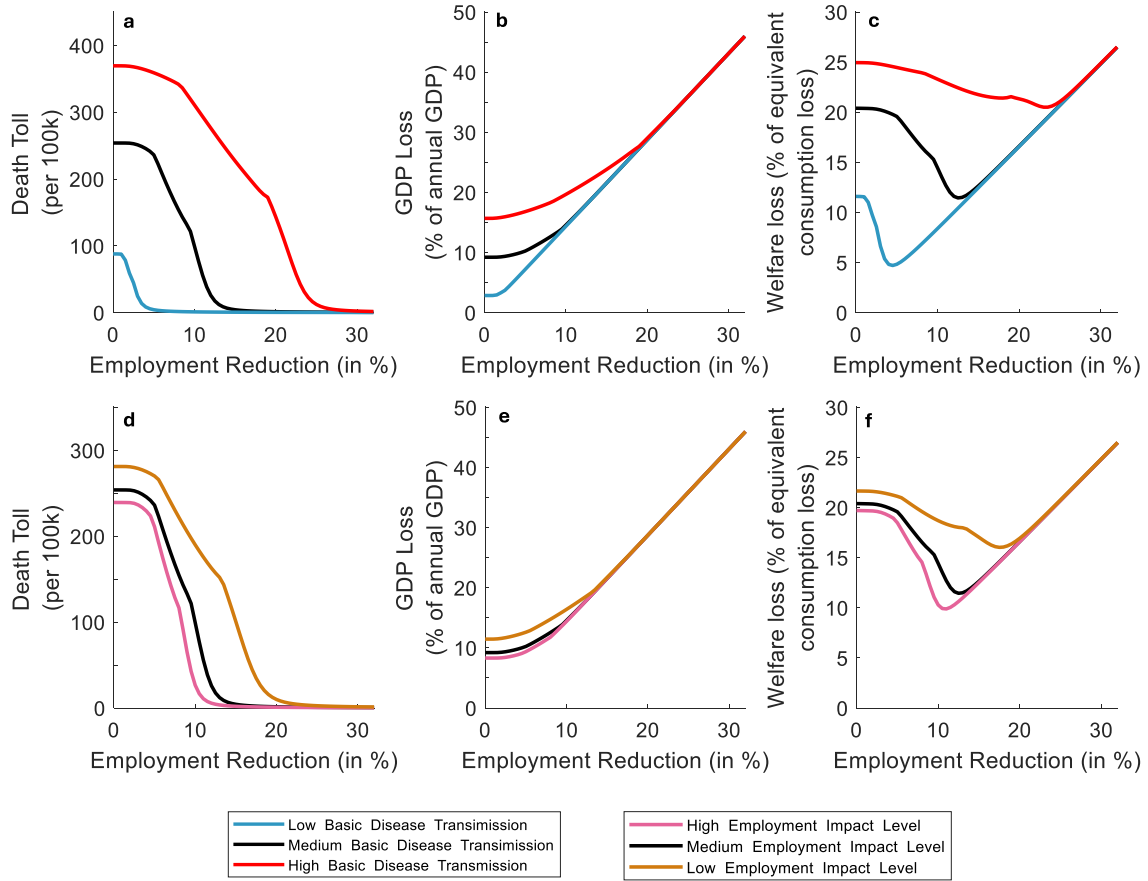 a
400
300
200
100
0
0 10 20 30
Death Toll
(per 100k)
Employment Reduction (in %)
b
50
40
30
20
10
0
0 10 20 30
GDP Loss
(% of annual GDP)
Employment Reduction (in %)
c
30
25
20
15
10
5
0
0 10 20 30
Welfare loss (% of equivalent
consumption loss)
Employment Reduction (in %)
d
300
200
100
0
0 10 20 30
Death Toll
(per 100k)
Employment Reduction (in %)
e
50
40
30
20
10
0
0 10 20 30
GDP Loss
(% of annual GDP)
Employment Reduction (in %)
f
30
25
20
15
10
5
0
0 10 20 30
Welfare loss (% of equivalent
consumption loss)
Employment Reduction (in %)
Low Basic Disease Transimission
Medium Basic Disease Transmission
High Basic Disease Transmission
High Employment Impact Level
Medium Employment Impact Level
Low Employment Impact Level